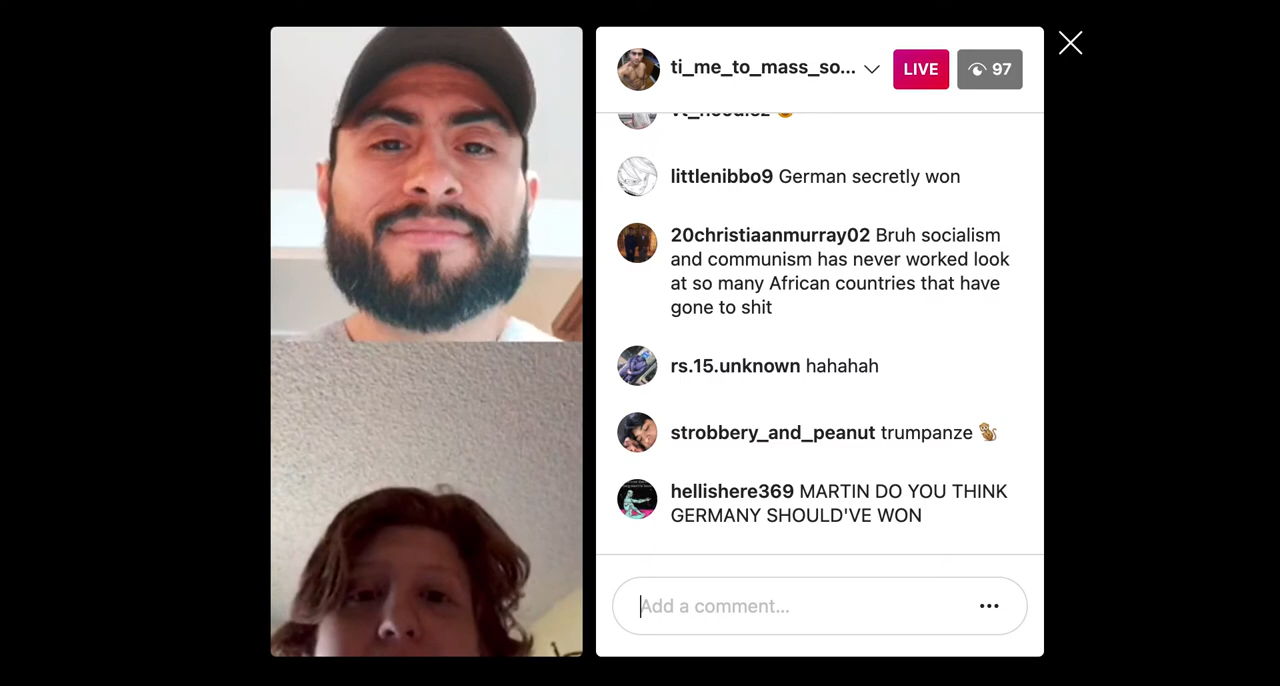 ti_me_to_mass_so...
LIVE
97
littlenibbo9 German secretly won
20christiaanmurray02 Bruh socialism
and communism has never worked look
at so many African countries that have
gone to shit
rs.15.unknown hahahah
strobbery_and_peanut trumpanze 🐒
hellishere369 MARTIN DO YOU THINK
GERMANY SHOULD'VE WON
Add a comment...